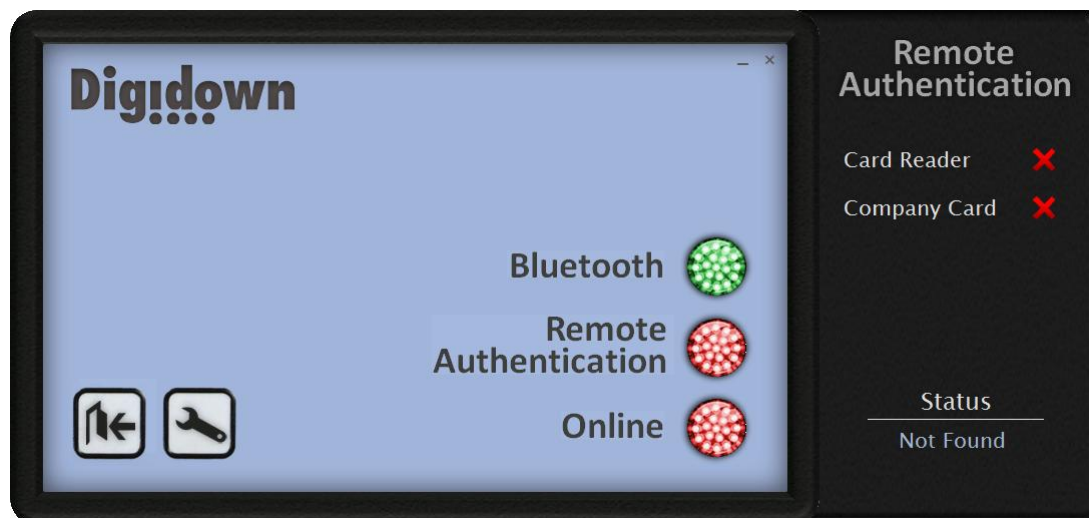 Digidown
Bluetooth
Remote
Authentication
Online
Remote
Authentication
Card Reader
Company Card
Status
Not Found